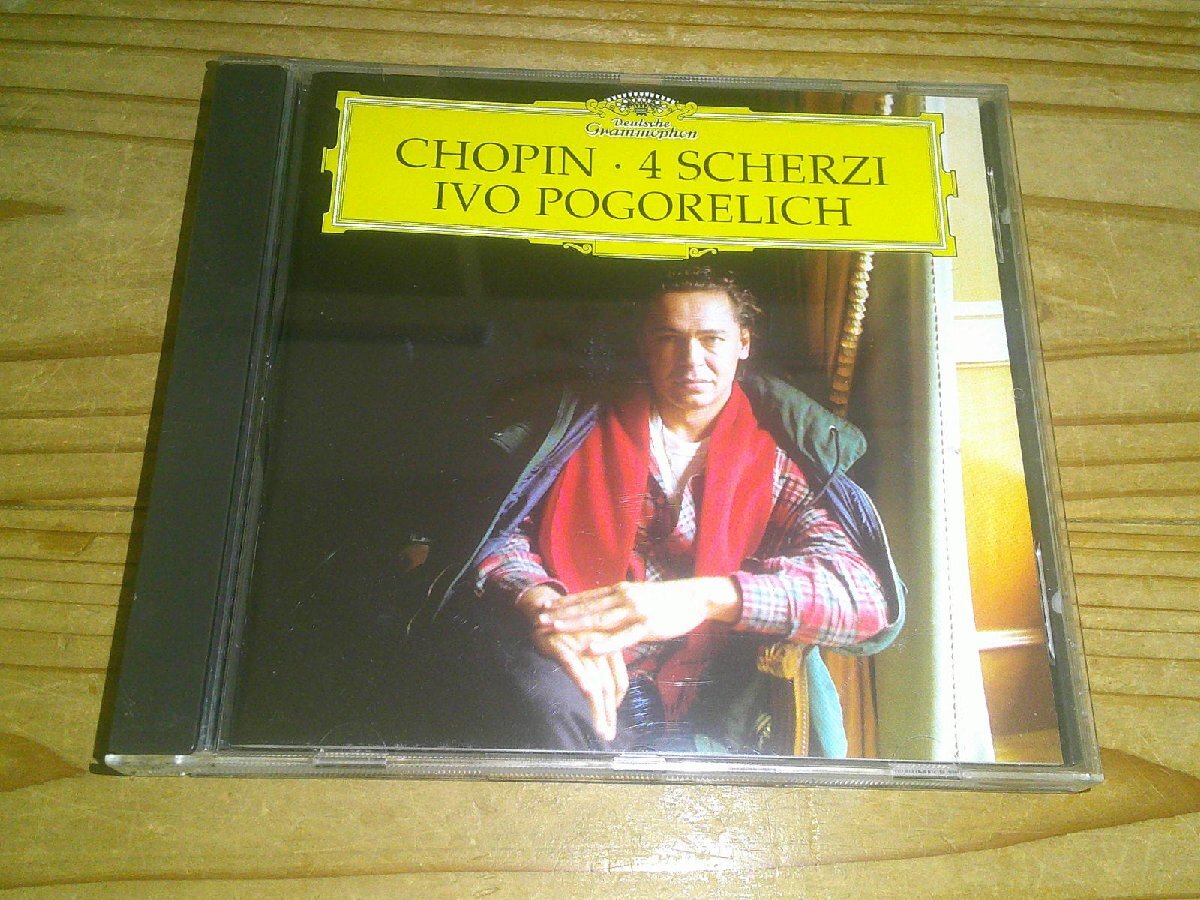 Deutsche
Grammophon
CHOPIN · 4 SCHERZI
IVO POGORELICH